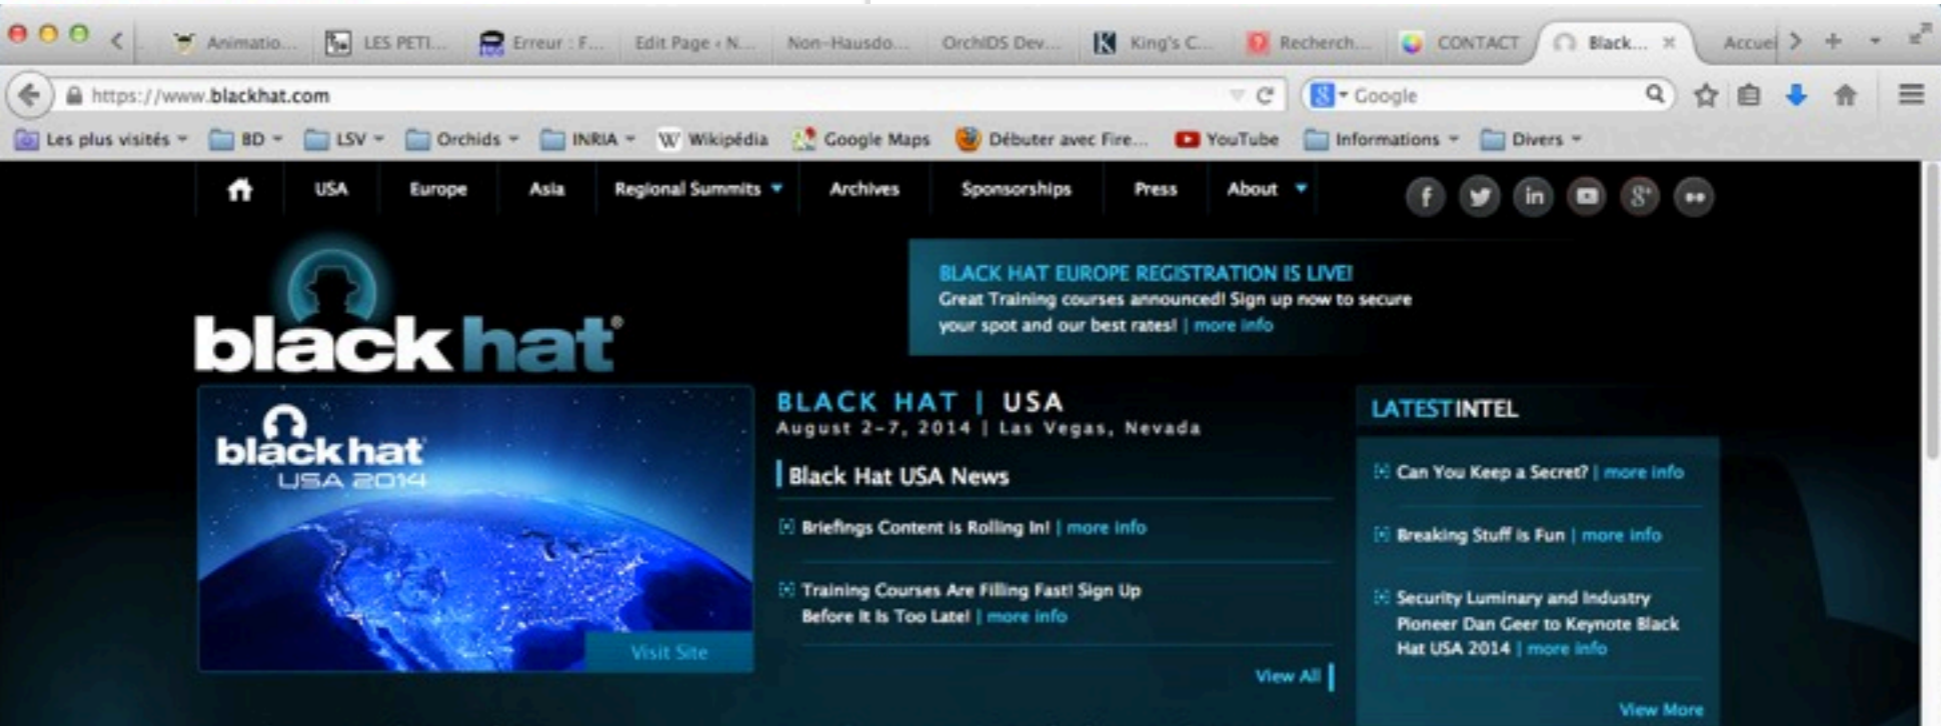 Animatio...
LES PETI...
Erreur : F...
Edit Page ‹ N...
Non-Hausdo...
OrchIDS Dev...
King's C...
Recherch...
CONTACT
Black...
Accuei
https://www.blackhat.com
Google
Les plus visités
BD
LSV
Orchids
INRIA
Wikipédia
Google Maps
Débuter avec Fire...
YouTube
Informations
Divers
USA
Europe
Asia
Regional Summits
Archives
Sponsorships
Press
About
black hat®
BLACK HAT EUROPE REGISTRATION IS LIVE!
Great Training courses announced! Sign up now to secure
your spot and our best rates! | more info
black hat
USA 2014
Visit Site
BLACK HAT | USA
August 2-7, 2014 | Las Vegas, Nevada
Black Hat USA News
Briefings Content is Rolling In! | more info
Training Courses Are Filling Fast! Sign Up
Before It Is Too Late! | more info
View All
LATEST INTEL
Can You Keep a Secret? | more info
Breaking Stuff is Fun | more info
Security Luminary and Industry
Pioneer Dan Geer to Keynote Black
Hat USA 2014 | more info
View More